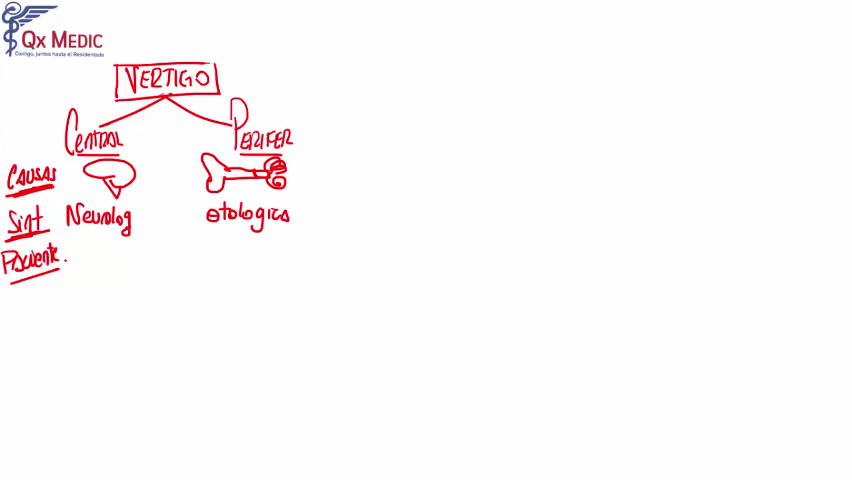 Qx MEDIC
Contigo, juntos hasta el Residentado
VERTIGO
CENTRAL PERIFER
CAUSAS
Sint Neurolog otologica
Paciente.